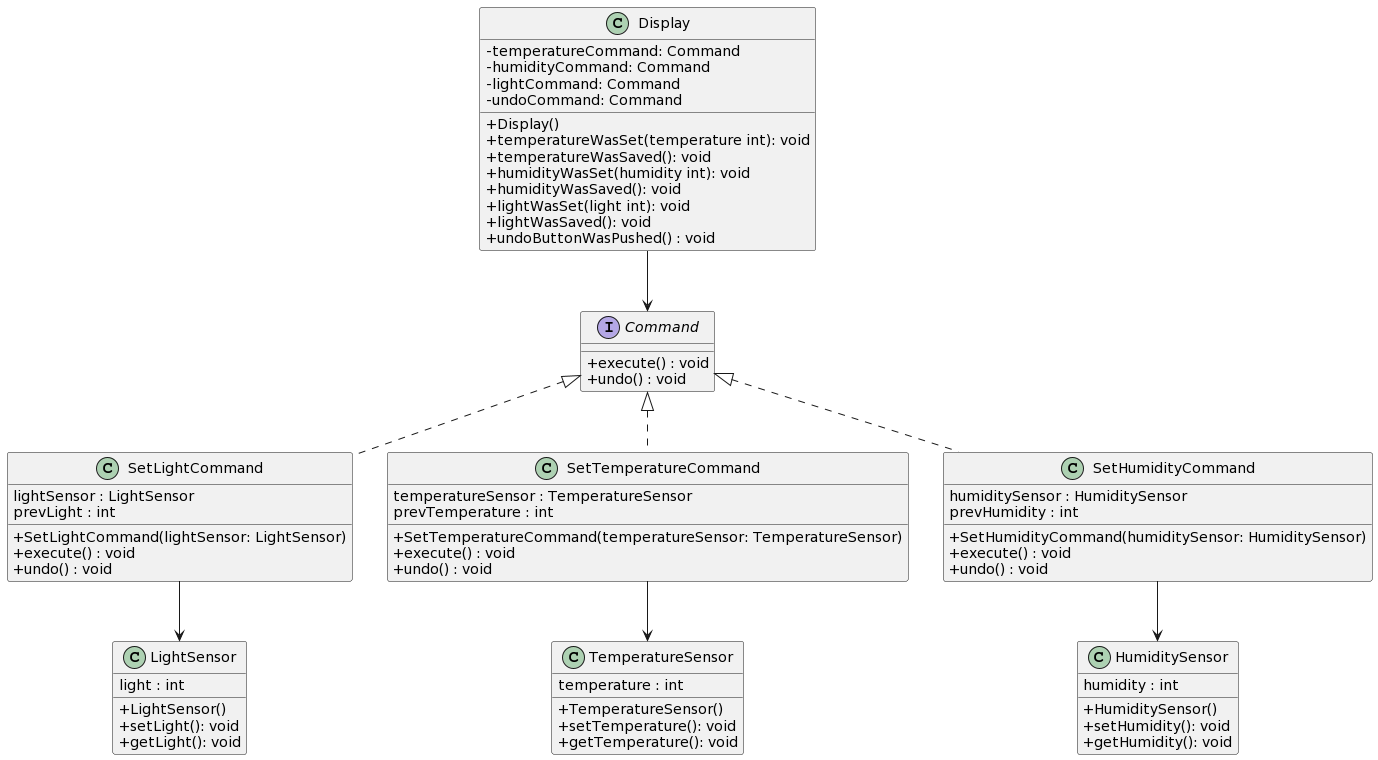 C Display
-temperatureCommand: Command
-humidityCommand: Command
-lightCommand: Command
-undoCommand: Command
+Display()
+temperatureWasSet(temperature int): void
+temperatureWasSaved(): void
+humidityWasSet(humidity int): void
+humidityWasSaved(): void
+lightWasSet(light int): void
+lightWasSaved(): void
+undoButtonWasPushed() : void
I Command
+execute() : void
+undo() : void
C SetLightCommand
lightSensor : LightSensor
prevLight : int
+SetLightCommand(lightSensor: LightSensor)
+execute() : void
+undo() : void
C SetTemperatureCommand
temperatureSensor : TemperatureSensor
prevTemperature : int
+SetTemperatureCommand(temperatureSensor: TemperatureSensor)
+execute() : void
+undo() : void
C SetHumidityCommand
humiditySensor : HumiditySensor
prevHumidity : int
+SetHumidityCommand(humiditySensor: HumiditySensor)
+execute() : void
+undo() : void
C LightSensor
light : int
+LightSensor()
+setLight(): void
+getLight(): void
C TemperatureSensor
temperature : int
+TemperatureSensor()
+setTemperature(): void
+getTemperature(): void
C HumiditySensor
humidity : int
+HumiditySensor()
+setHumidity(): void
+getHumidity(): void